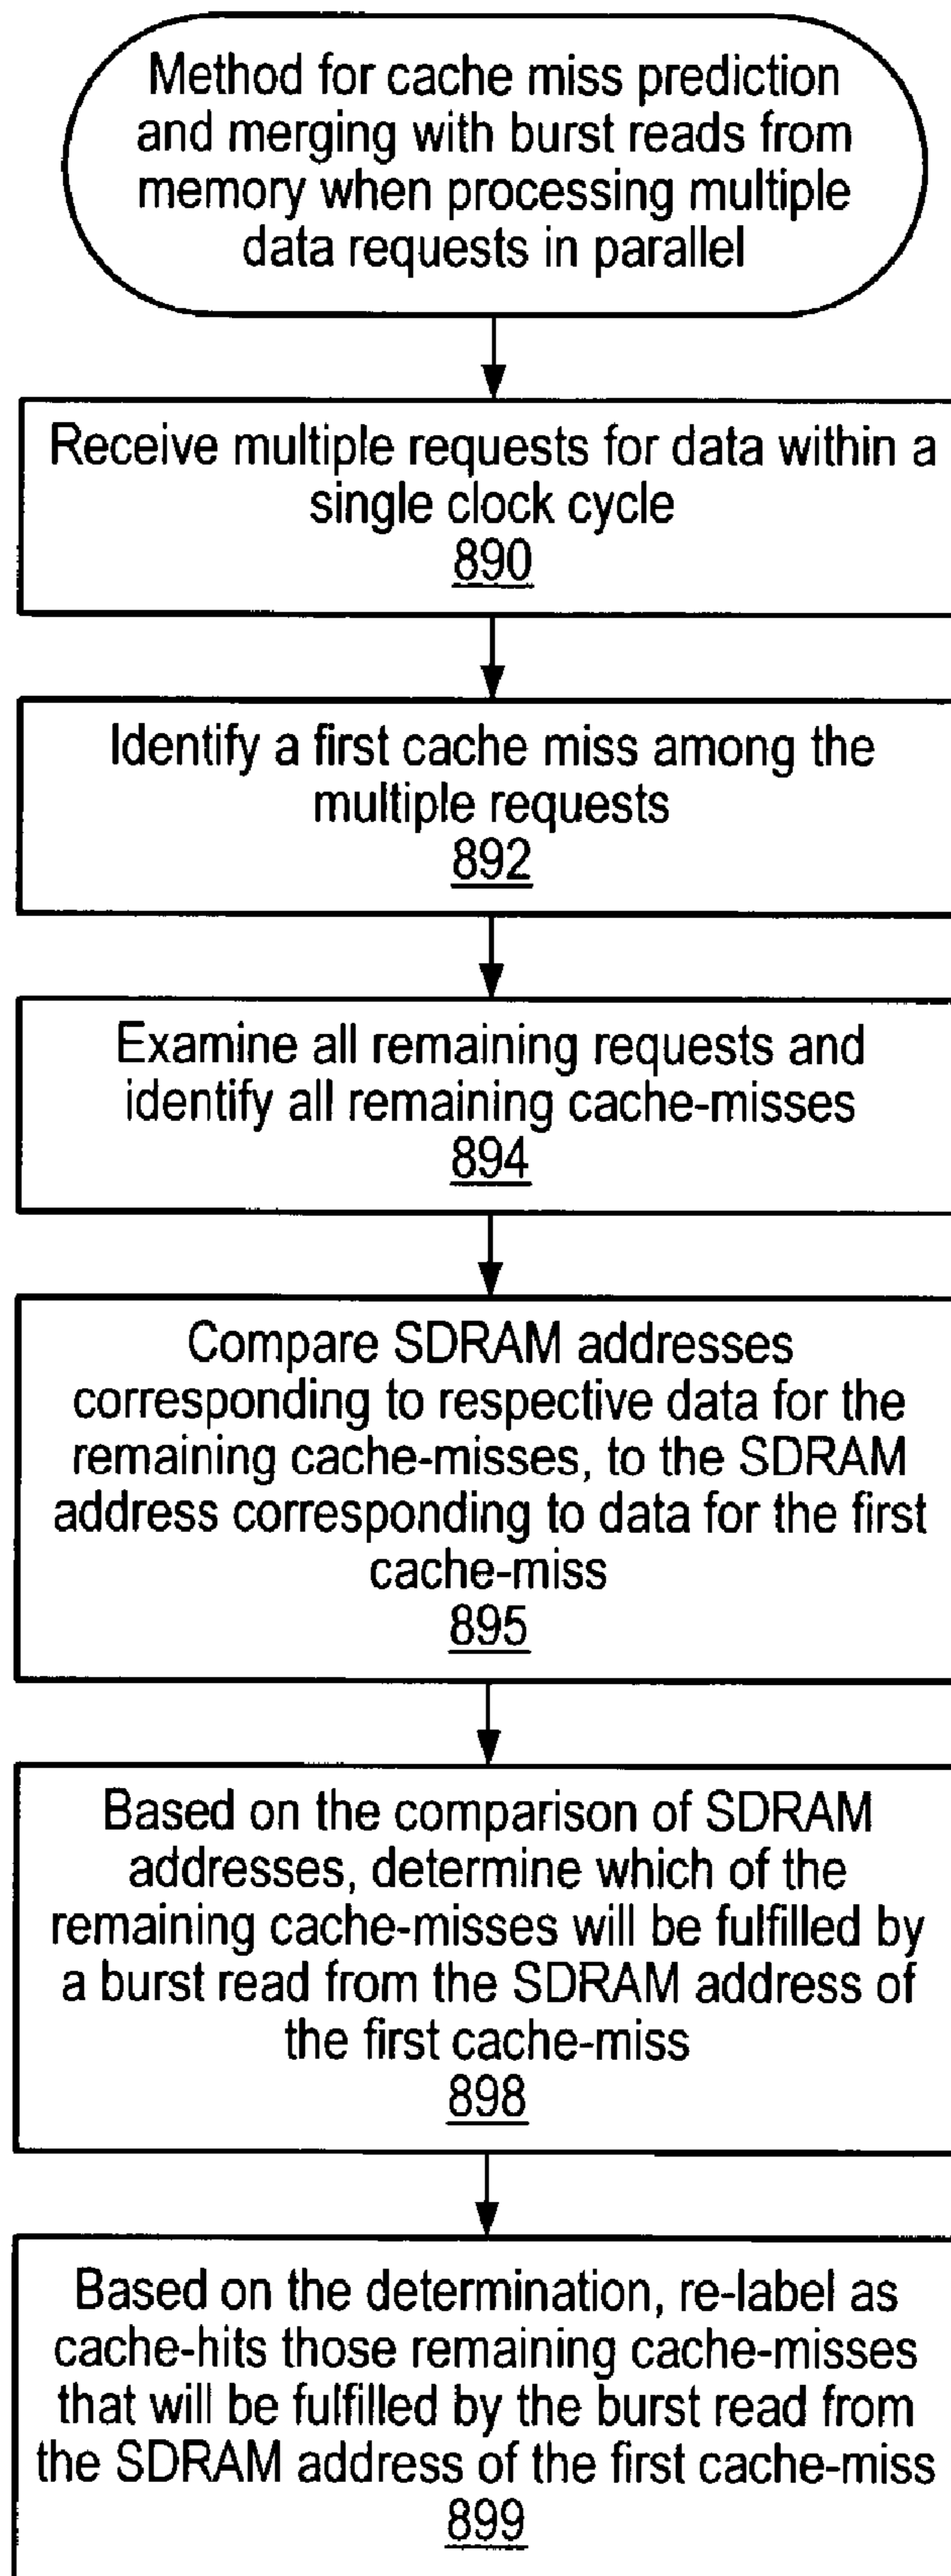 Method for cache miss prediction
and merging with burst reads from
memory when processing multiple
data requests in parallel
Receive multiple requests for data within a
single clock cycle
890
Identify a first cache miss among the
multiple requests
892
Examine all remaining requests and
identify all remaining cache-misses
894
Compare SDRAM addresses
corresponding to respective data for the
remaining cache-misses, to the SDRAM
address corresponding to data for the first
cache-miss
895
Based on the comparison of SDRAM
addresses, determine which of the
remaining cache-misses will be fulfilled by
a burst read from the SDRAM address of
the first cache-miss
898
Based on the determination, re-label as
cache-hits those remaining cache-misses
that will be fulfilled by the burst read from
the SDRAM address of the first cache-miss
899